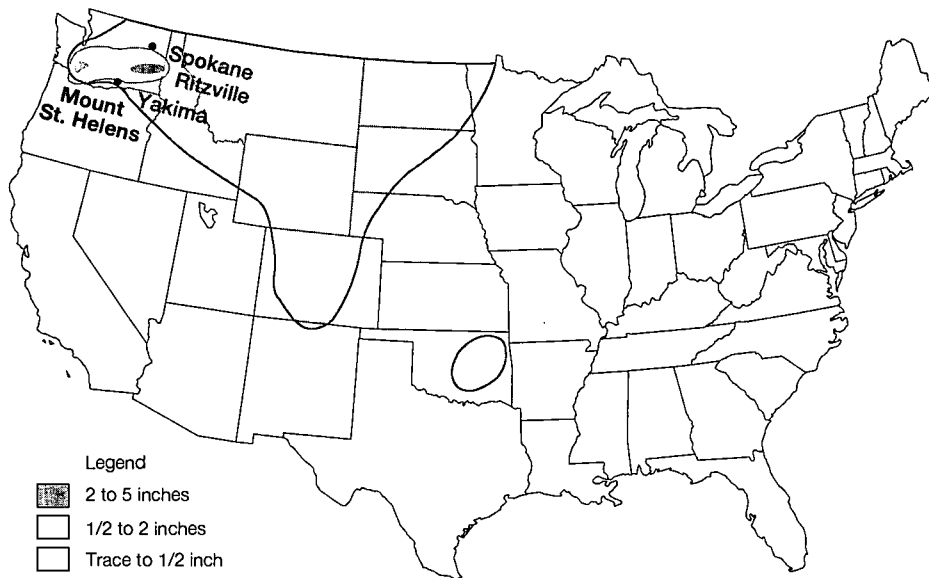 Spokane
Ritzville
Yakima
Mount
St. Helens
Legend
2 to 5 inches
1/2 to 2 inches
Trace to 1/2 inch